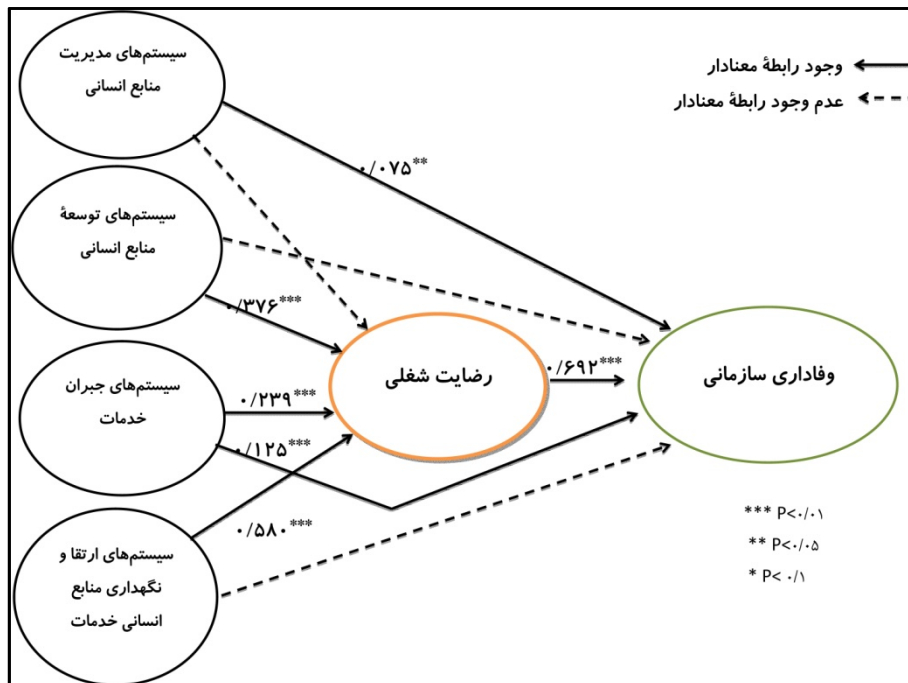 سیستم‌های مدیریت
منابع انسانی
وجود رابطهٔ معنادار
عدم وجود رابطهٔ معنادار
۰/۰۷۵**
سیستم‌های توسعهٔ
منابع انسانی
۰/۳۷۶***
رضایت شغلی
۰/۶۹۲***
وفاداری سازمانی
سیستم‌های جبران
خدمات
۰/۲۳۹***
۰/۱۲۵***
۰/۵۸۰***
سیستم‌های ارتقا و
نگهداری منابع
انسانی خدمات
*** P<۰/۰۱
** P<۰/۰۵
* P< ۰/۱